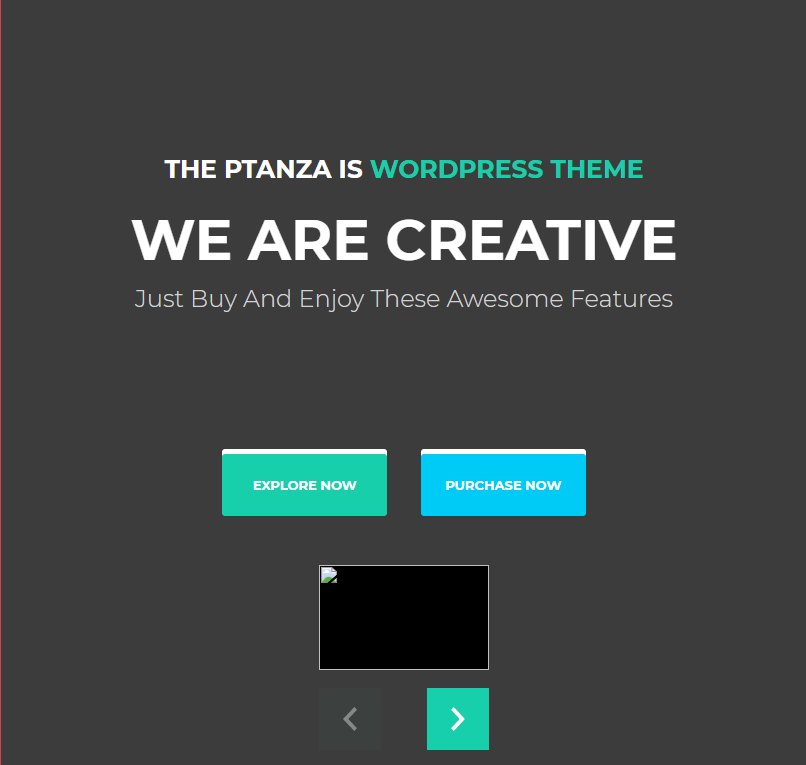 THE PTANZA IS WORDPRESS THEME
WE ARE CREATIVE
Just Buy And Enjoy These Awesome Features
EXPLORE NOW
PURCHASE NOW